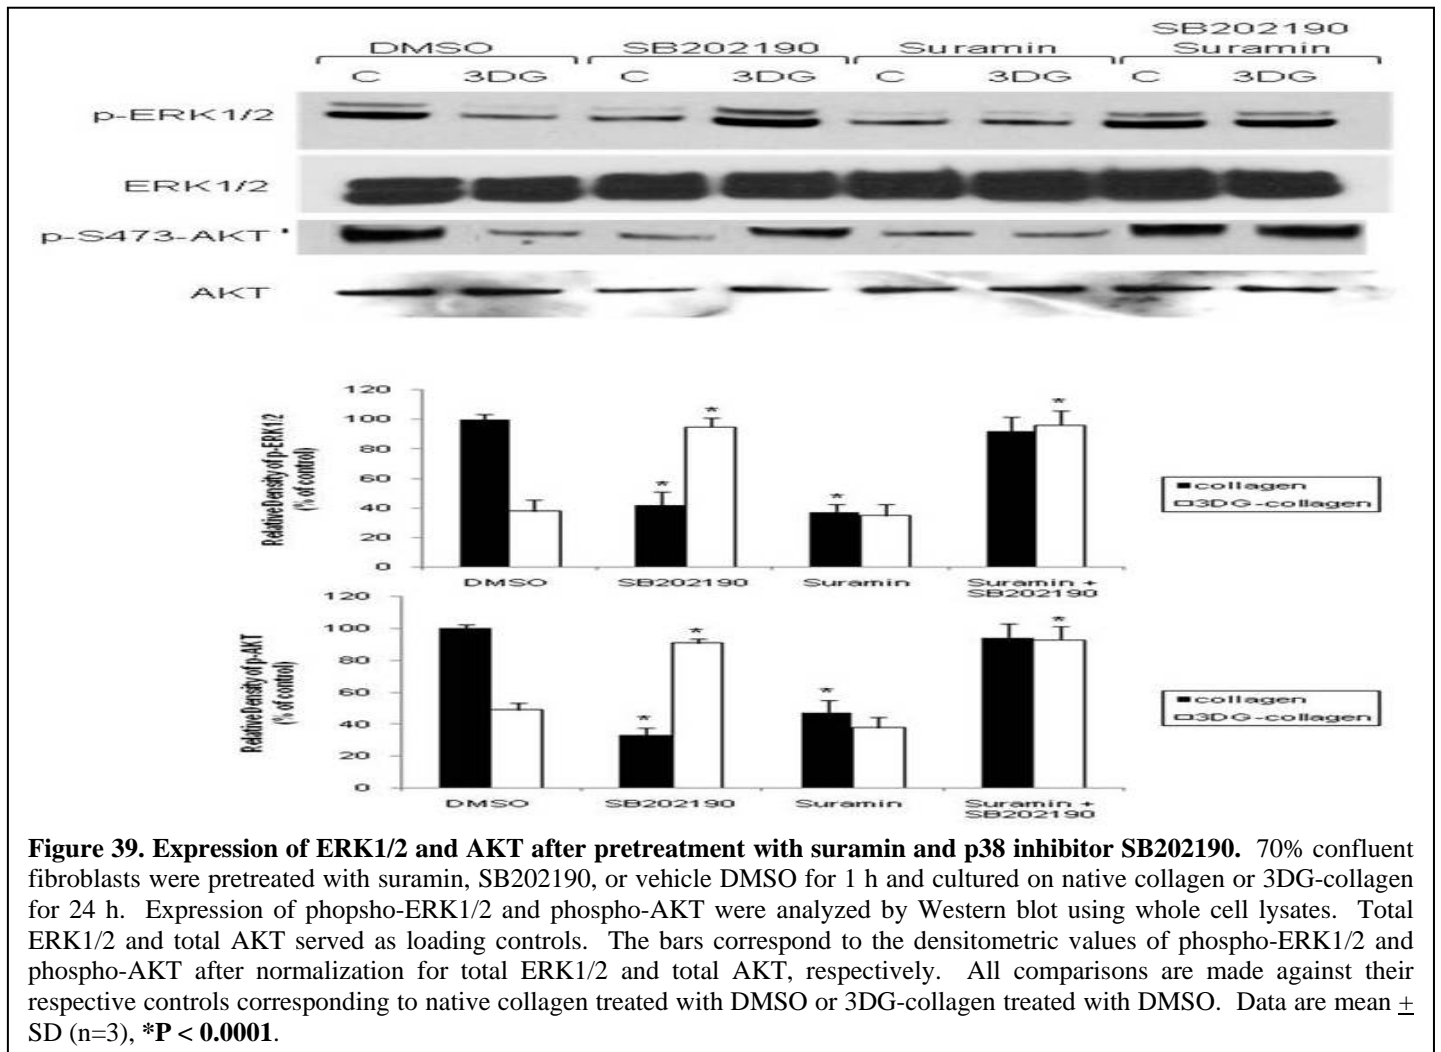 SB202190
DMSO SB202190 Suramin Suramin
C 3DG C 3DG C 3DG C 3DG
p-ERK1/2
ERK1/2
p-S473-AKT
AKT
Relative Density of p-ERK1/2
(% of control)
120
100
80
60
40
20
0
* * * *
DMSO SB202190 Suramin Suramin +
SB202190
collagen
3DG-collagen
Relative Density of p-AKT
(% of control)
120
100
80
60
40
20
0
* * * *
DMSO SB202190 Suramin Suramin +
SB202190
collagen
3DG-collagen
Figure 39. Expression of ERK1/2 and AKT after pretreatment with suramin and p38 inhibitor SB202190. 70% confluent
fibroblasts were pretreated with suramin, SB202190, or vehicle DMSO for 1 h and cultured on native collagen or 3DG-collagen
for 24 h. Expression of phopsho-ERK1/2 and phospho-AKT were analyzed by Western blot using whole cell lysates. Total
ERK1/2 and total AKT served as loading controls. The bars correspond to the densitometric values of phospho-ERK1/2 and
phospho-AKT after normalization for total ERK1/2 and total AKT, respectively. All comparisons are made against their
respective controls corresponding to native collagen treated with DMSO or 3DG-collagen treated with DMSO. Data are mean ±
SD (n=3), *P < 0.0001.